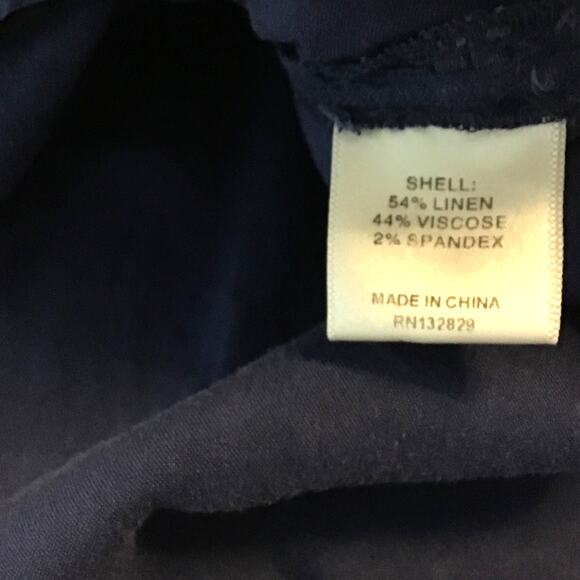 SHELL:
54% LINEN
44% VISCOSE
2% SPANDEX
MADE IN CHINA
RN132829